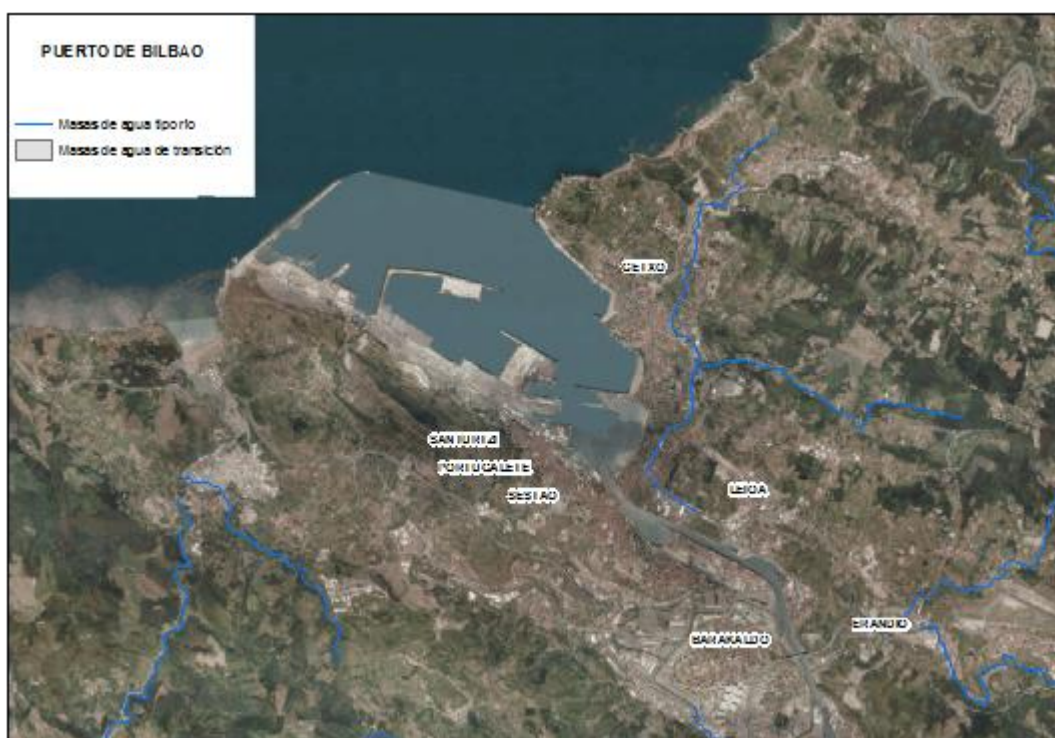 PUERTO DE BILBAO
Masas de agua tipo río
Masas de agua de transición
GETXO
SANTURTZI
PORTUGALETE
SESTAO
LEIOA
ERANDIO
BARAKALDO